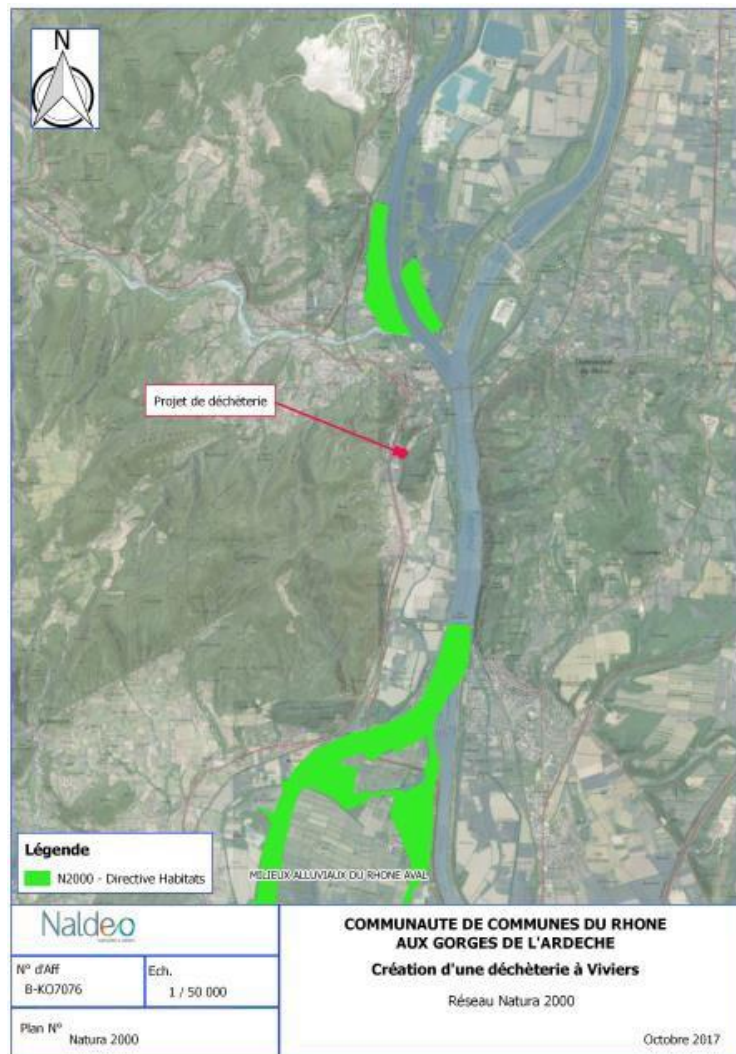 N
Projet de déchèterie
Légende
N2000 - Directive Habitats
MILIEUX ALLUVIAUX DU RHONE AVAL
Naldeo
N° d'Aff
B-KO7076
Ech.
1 / 50 000
Plan N°
Natura 2000
COMMUNAUTE DE COMMUNES DU RHONE
AUX GORGES DE L'ARDECHE
Création d'une déchèterie à Viviers
Réseau Natura 2000
Octobre 2017